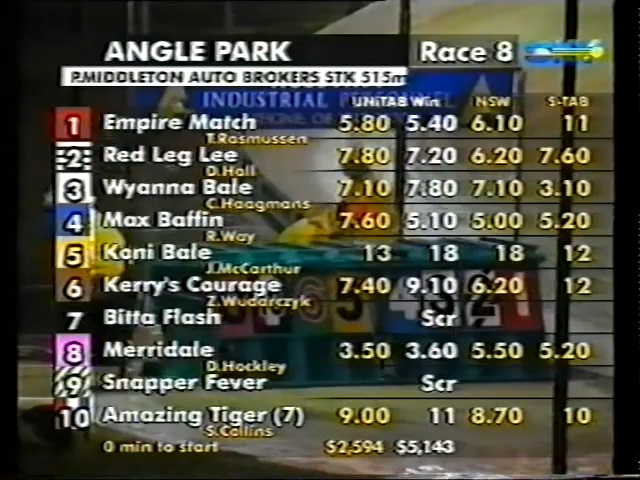 ANGLE PARK Race 8
P.MIDDLETON AUTO BROKERS STK 515m
INDUSTRIAL PERSONNEL
UNiTAB Win NSW S-TAB
1 Empire Match 5.80 5.40 6.10 11
T.Rasmussen
2 Red Leg Lee 7.80 7.20 6.20 7.60
D.Hall
3 Wyanna Bale 7.10 7.80 7.10 3.10
C.Haagmans
4 Max Baffin 7.60 5.10 5.00 5.20
R.Way
5 Koni Bale 13 18 18 12
J.McCarthur
6 Kerry's Courage 7.40 9.10 6.20 12
Z.Wudarczyk
7 Bitta Flash Scr
8 Merridale 3.50 3.60 5.50 5.20
D.Hockley
9 Snapper Fever Scr
10 Amazing Tiger (7) 9.00 11 8.70 10
S.Collins
0 min to start $2,594 $5,143